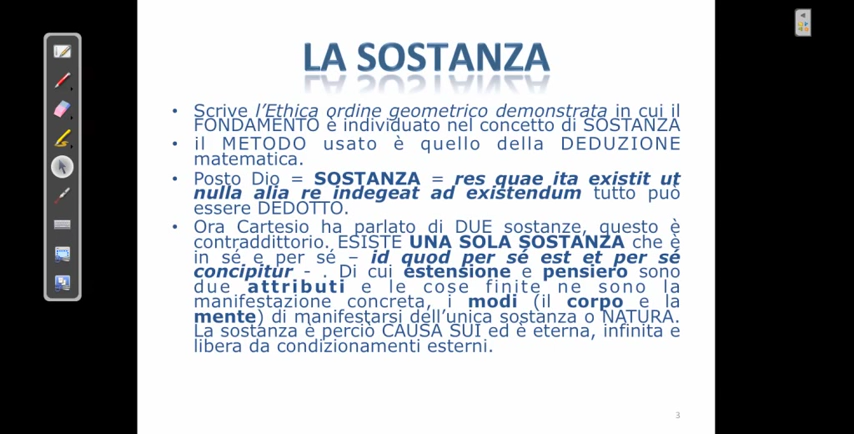 LA SOSTANZA
• Scrive l'Ethica ordine geometrico demonstrata in cui il
FONDAMENTO è individuato nel concetto di SOSTANZA
• il METODO usato è quello della DEDUZIONE
matematica.
• Posto Dio = SOSTANZA = res quae ita existit ut
nulla alia re indegeat ad existendum tutto può
essere DEDOTTO.
• Ora Cartesio ha parlato di DUE sostanze, questo è
contraddittorio. ESISTE UNA SOLA SOSTANZA che è
in sé e per sé – id quod per sé est et per sé
concipitur - . Di cui estensione e pensiero sono
due attributi e le cose finite ne sono la
manifestazione concreta, i modi (il corpo e la
mente) di manifestarsi dell'unica sostanza o NATURA.
La sostanza è perciò CAUSA SUI ed è eterna, infinita e
libera da condizionamenti esterni.
3